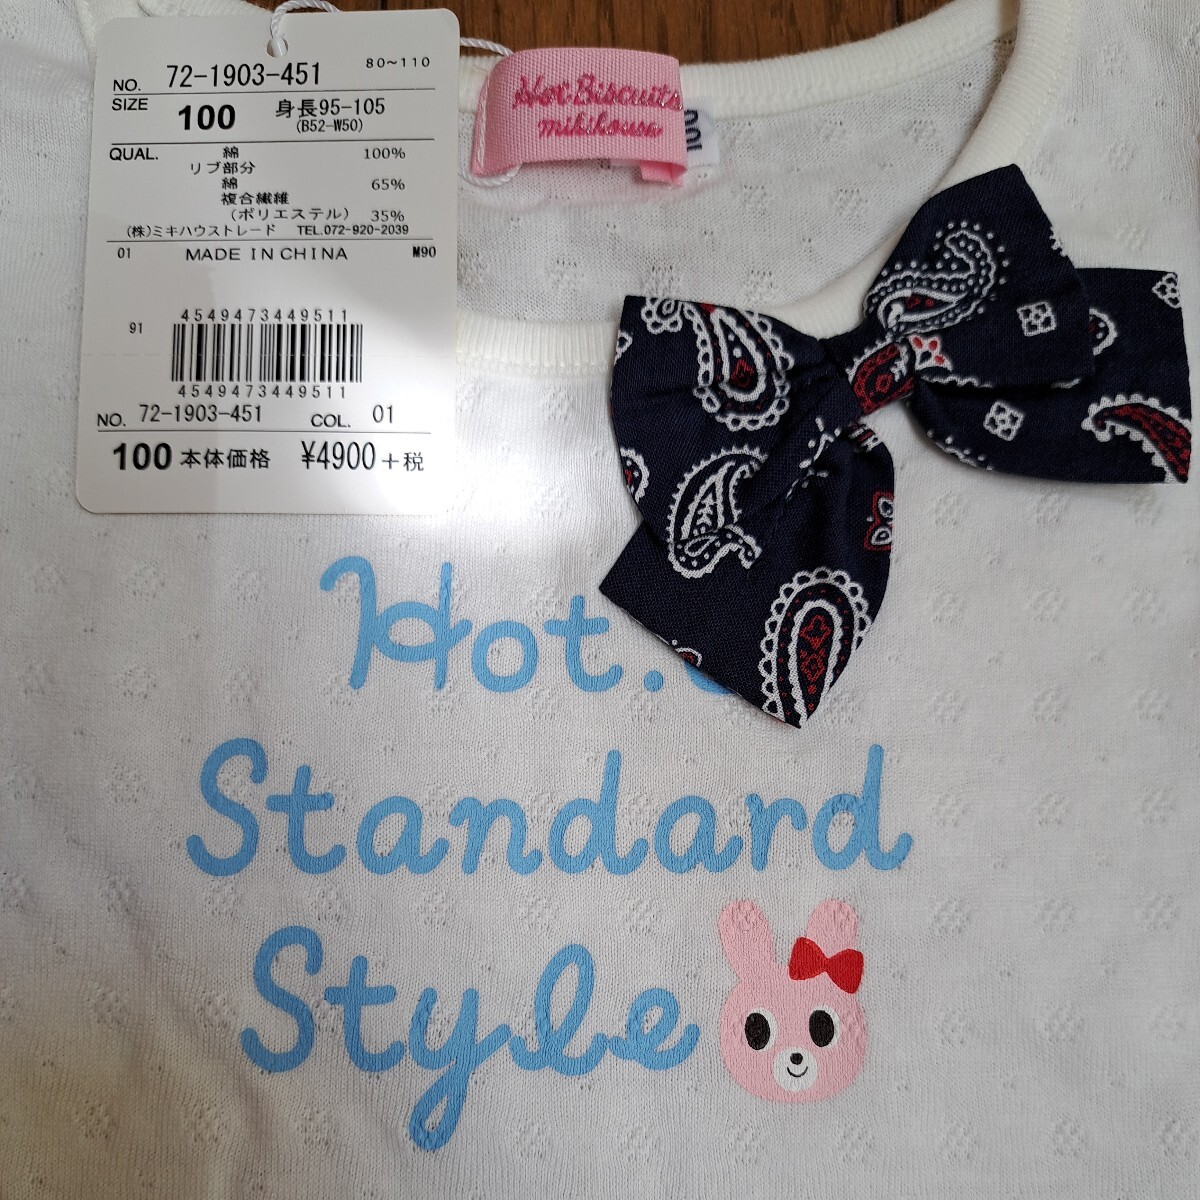 NO. 72-1903-451 80~110
SIZE 100 身長95-105
(B52-W50)
QUAL. 綿 100%
リブ部分
綿 65%
複合繊維
(ポリエステル) 35%
(株)ミキハウストレード TEL.072-920-2039
01 MADE IN CHINA M90
4549473449511
91
4549473449511
NO. 72-1903-451 COL. 01
100 本体価格 ¥4900+税
Hot Biscuits
mikihouse
100
Hot.
Standard
Style